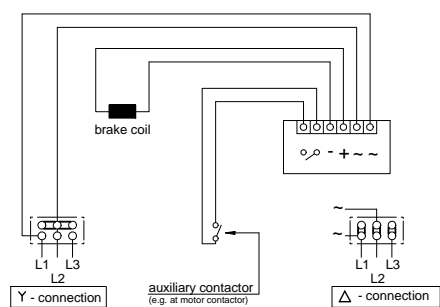 brake coil
- + ~ ~
~
~
L1 L3
L2
Y - connection
auxiliary contactor
(e.g. at motor contactor)
L1 L3
L2
Δ - connection